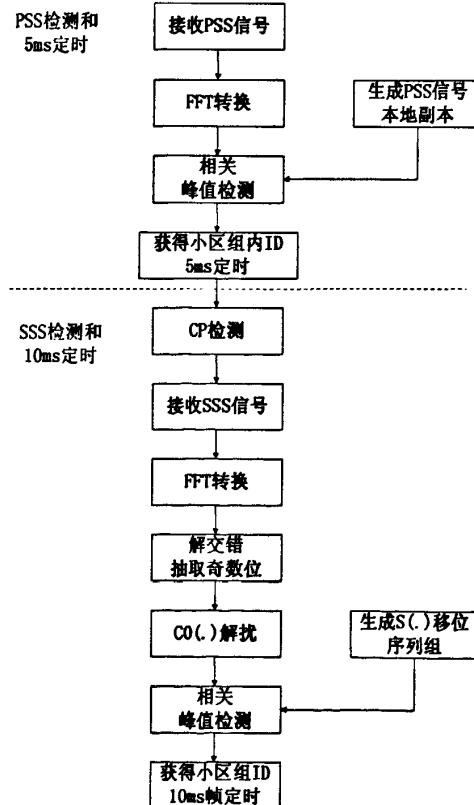 PSS检测和
5ms定时
接收PSS信号
FFT转换
生成PSS信号
本地副本
相关
峰值检测
获得小区组内ID
5ms定时
SSS检测和
10ms定时
CP检测
接收SSS信号
FFT转换
解交错
抽取奇数位
C0(.)解扰
生成S(.)移位
序列组
相关
峰值检测
获得小区组ID
10ms帧定时